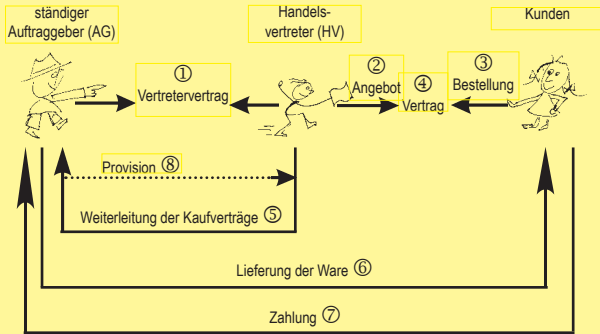 ständiger
Auftraggeber (AG)
Handels-
vertreter (HV)
Kunden
①
Vertretervertrag
②
Angebot
④
Vertrag
③
Bestellung
Provision ⑧
Weiterleitung der Kaufverträge ⑤
Lieferung der Ware ⑥
Zahlung ⑦